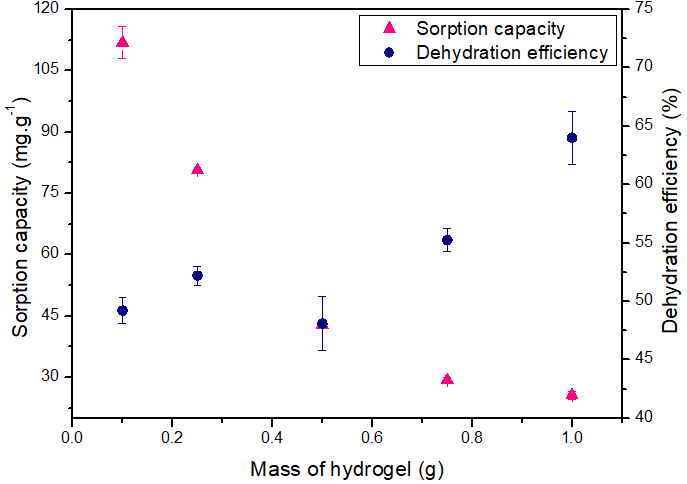 Sorption capacity
Dehydration efficiency
Sorption capacity (mg.g⁻¹)
120
105
90
75
60
45
30
75
70
65
60
55
50
45
40
Dehydration efficiency (%)
0.0 0.2 0.4 0.6 0.8 1.0
Mass of hydrogel (g)